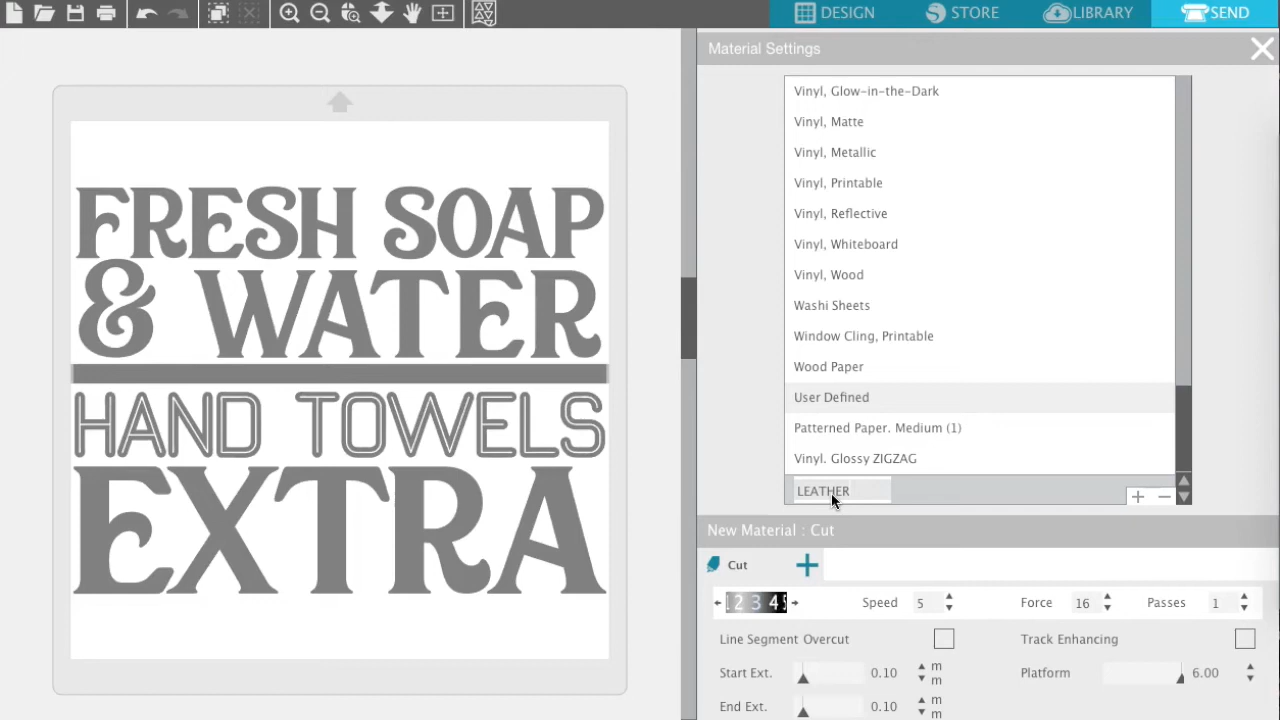 DESIGN
STORE
LIBRARY
SEND
Material Settings
Vinyl, Glow-in-the-Dark
Vinyl, Matte
Vinyl, Metallic
Vinyl, Printable
Vinyl, Reflective
Vinyl, Whiteboard
Vinyl, Wood
Washi Sheets
Window Cling, Printable
Wood Paper
User Defined
Patterned Paper. Medium (1)
Vinyl. Glossy ZIGZAG
LEATHER
FRESH SOAP
& WATER
HAND TOWELS
EXTRA
New Material : Cut
Cut
2 3 4 Speed 5 Force 16 Passes 1
Line Segment Overcut Track Enhancing
Start Ext. 0.10 m m Platform 6.00
End Ext. 0.10 m m